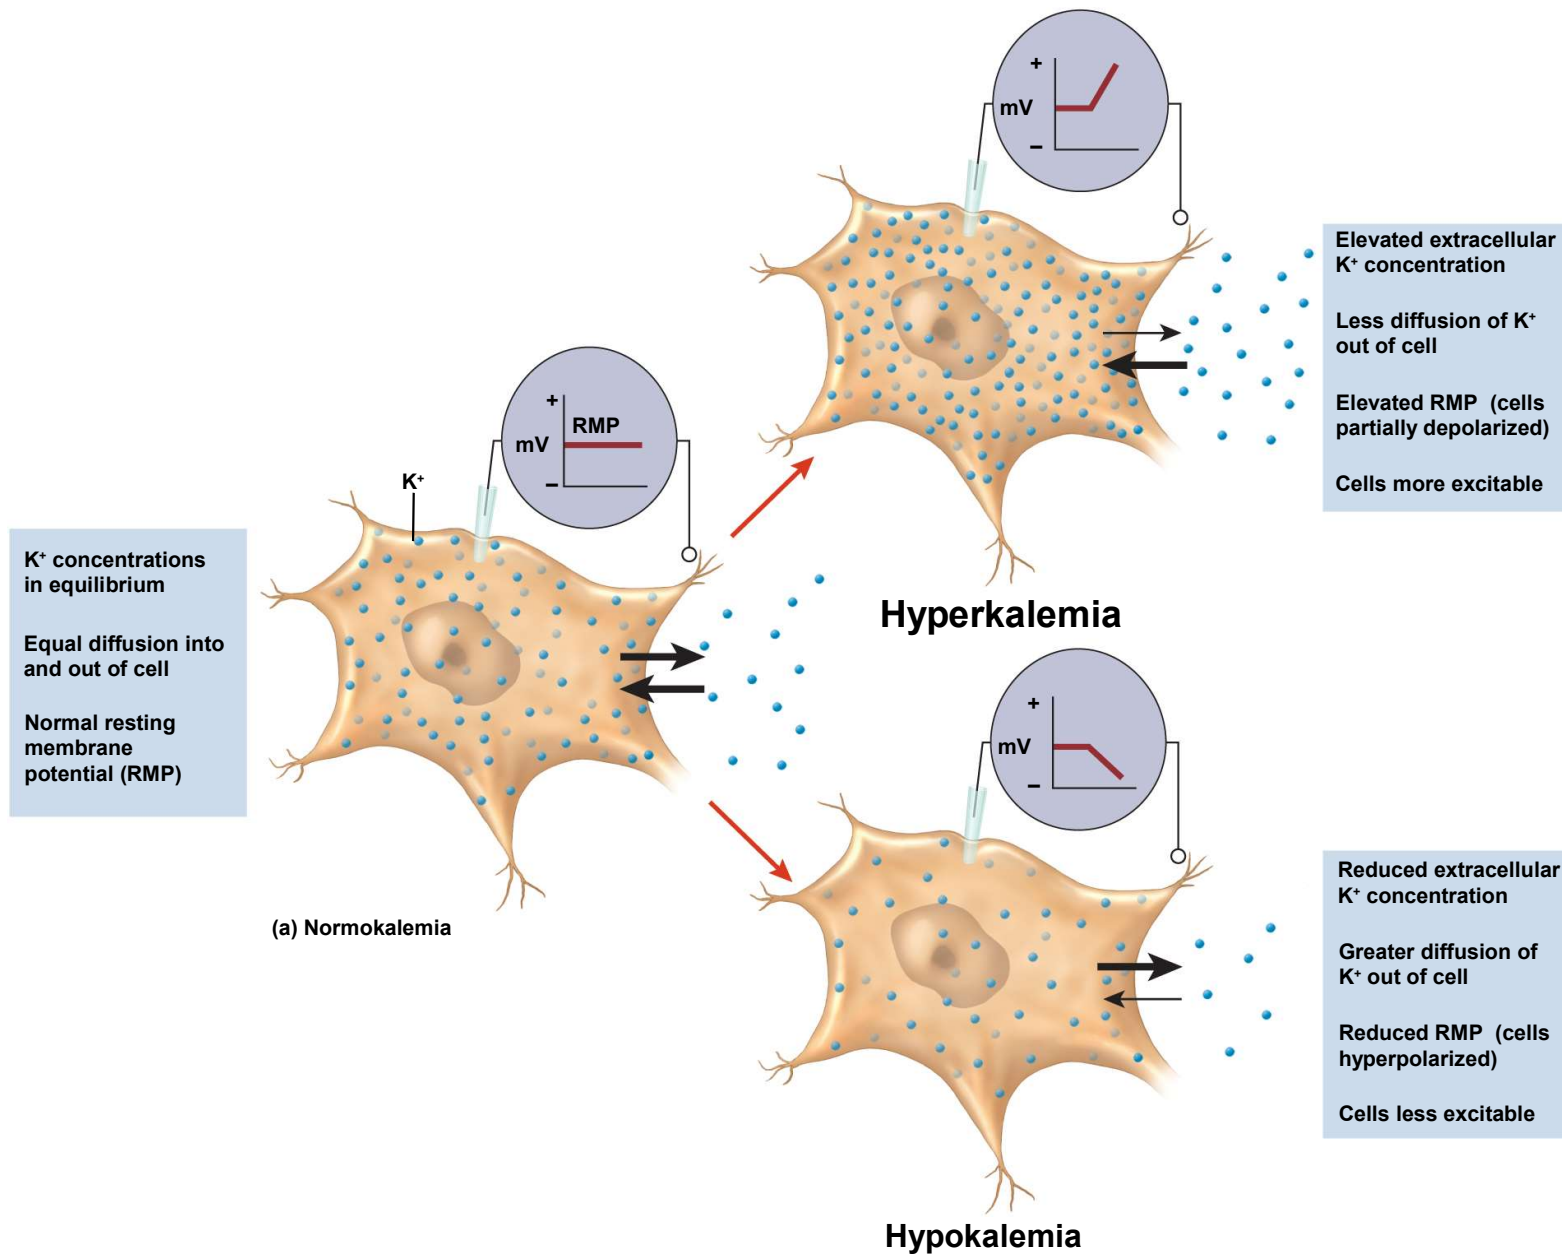 +
mV
−
Elevated extracellular
K⁺ concentration
Less diffusion of K⁺
out of cell
Elevated RMP (cells
partially depolarized)
Cells more excitable
Hyperkalemia
+
RMP
mV
−
K⁺
K⁺ concentrations
in equilibrium
Equal diffusion into
and out of cell
Normal resting
membrane
potential (RMP)
(a) Normokalemia
+
mV
−
Reduced extracellular
K⁺ concentration
Greater diffusion of
K⁺ out of cell
Reduced RMP (cells
hyperpolarized)
Cells less excitable
Hypokalemia